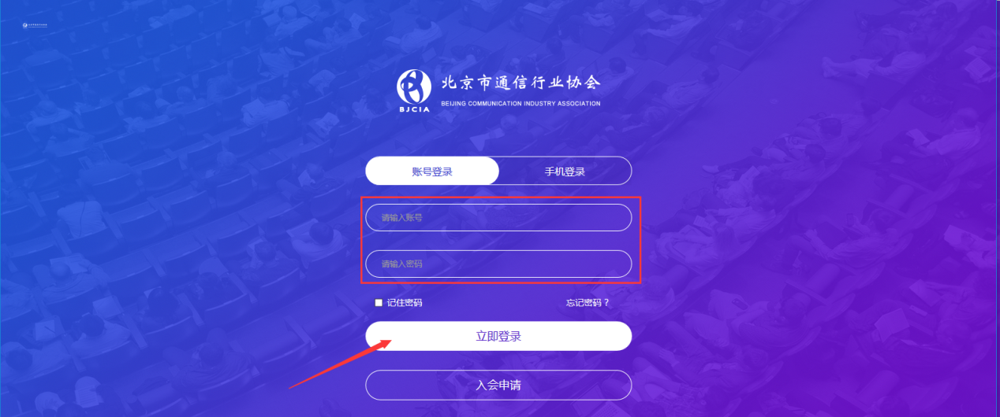 北京市通信行业协会
BJCIA
BEIJING COMMUNICATION INDUSTRY ASSOCIATION
账号登录
手机登录
请输入账号
请输入密码
记住密码
忘记密码？
立即登录
入会申请